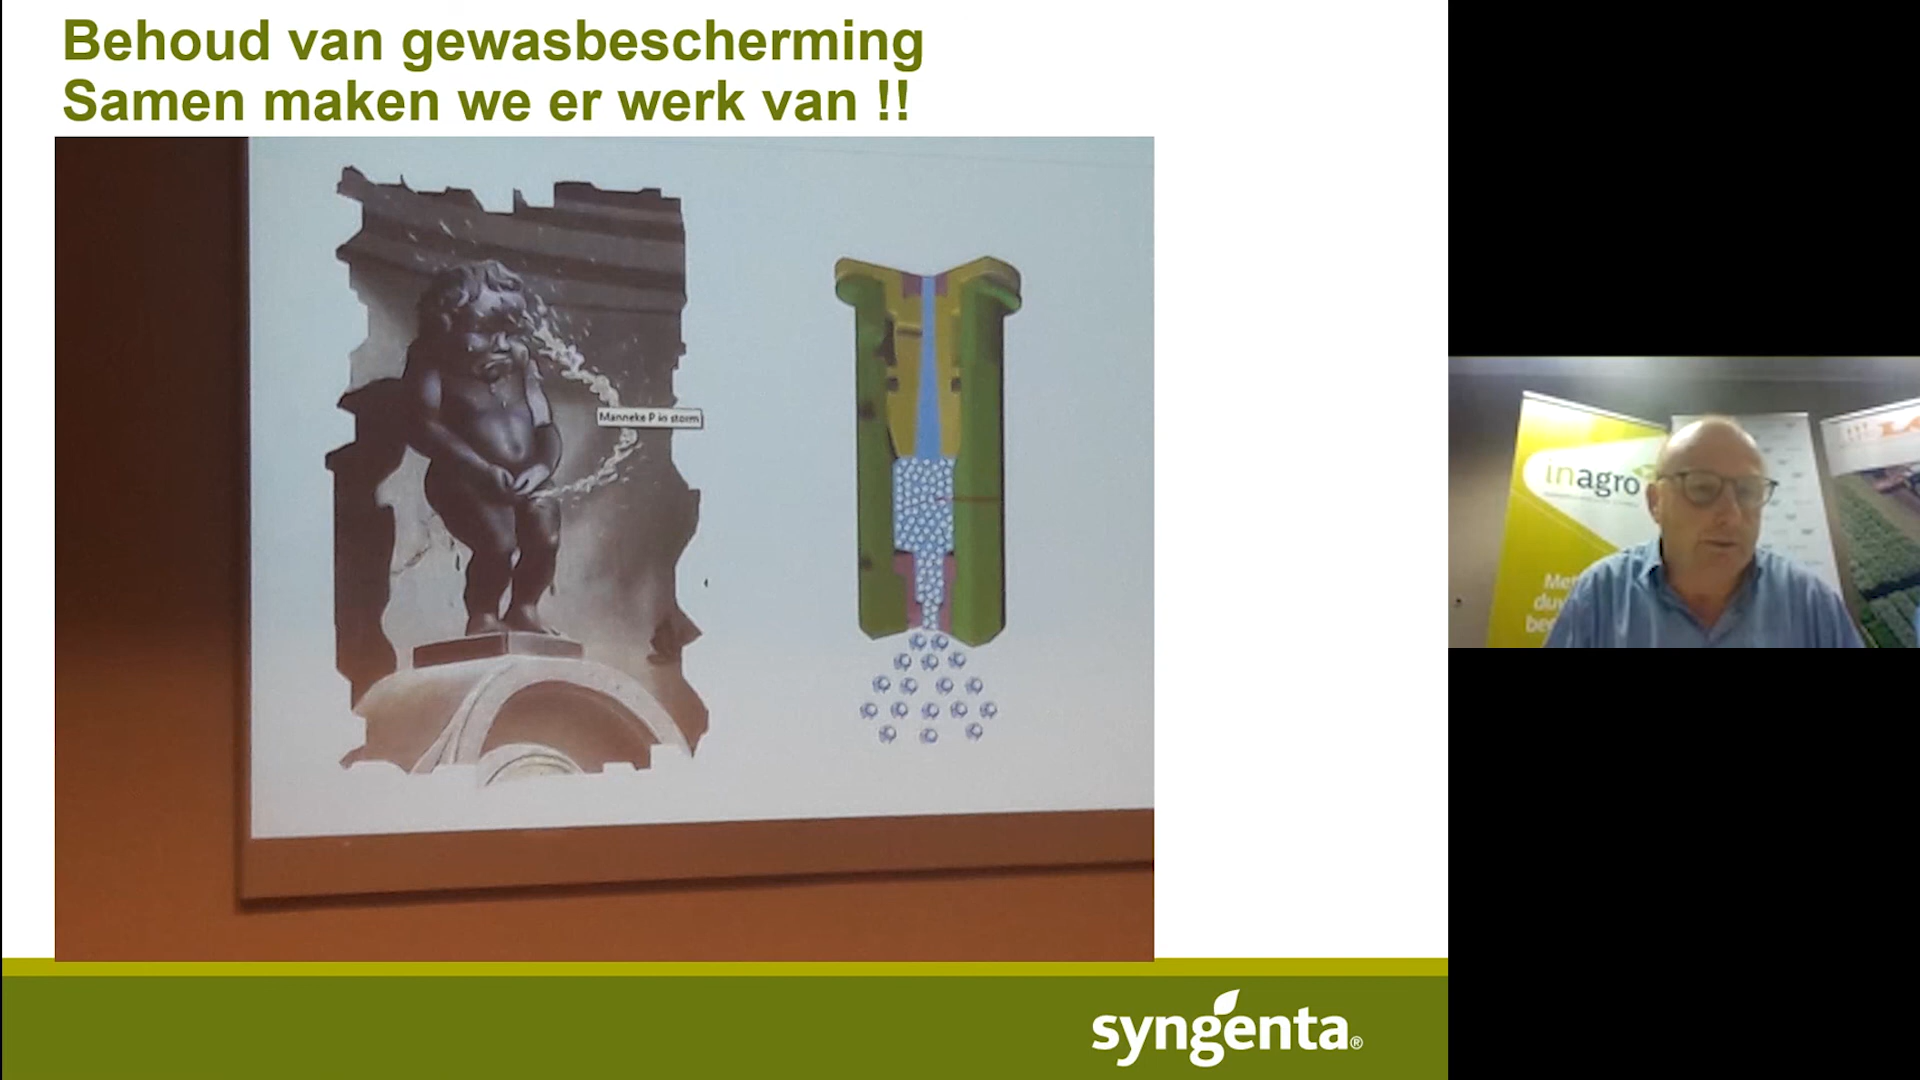 Behoud van gewasbescherming
Samen maken we er werk van !!
Manneke P in storm
syngenta®
inagro